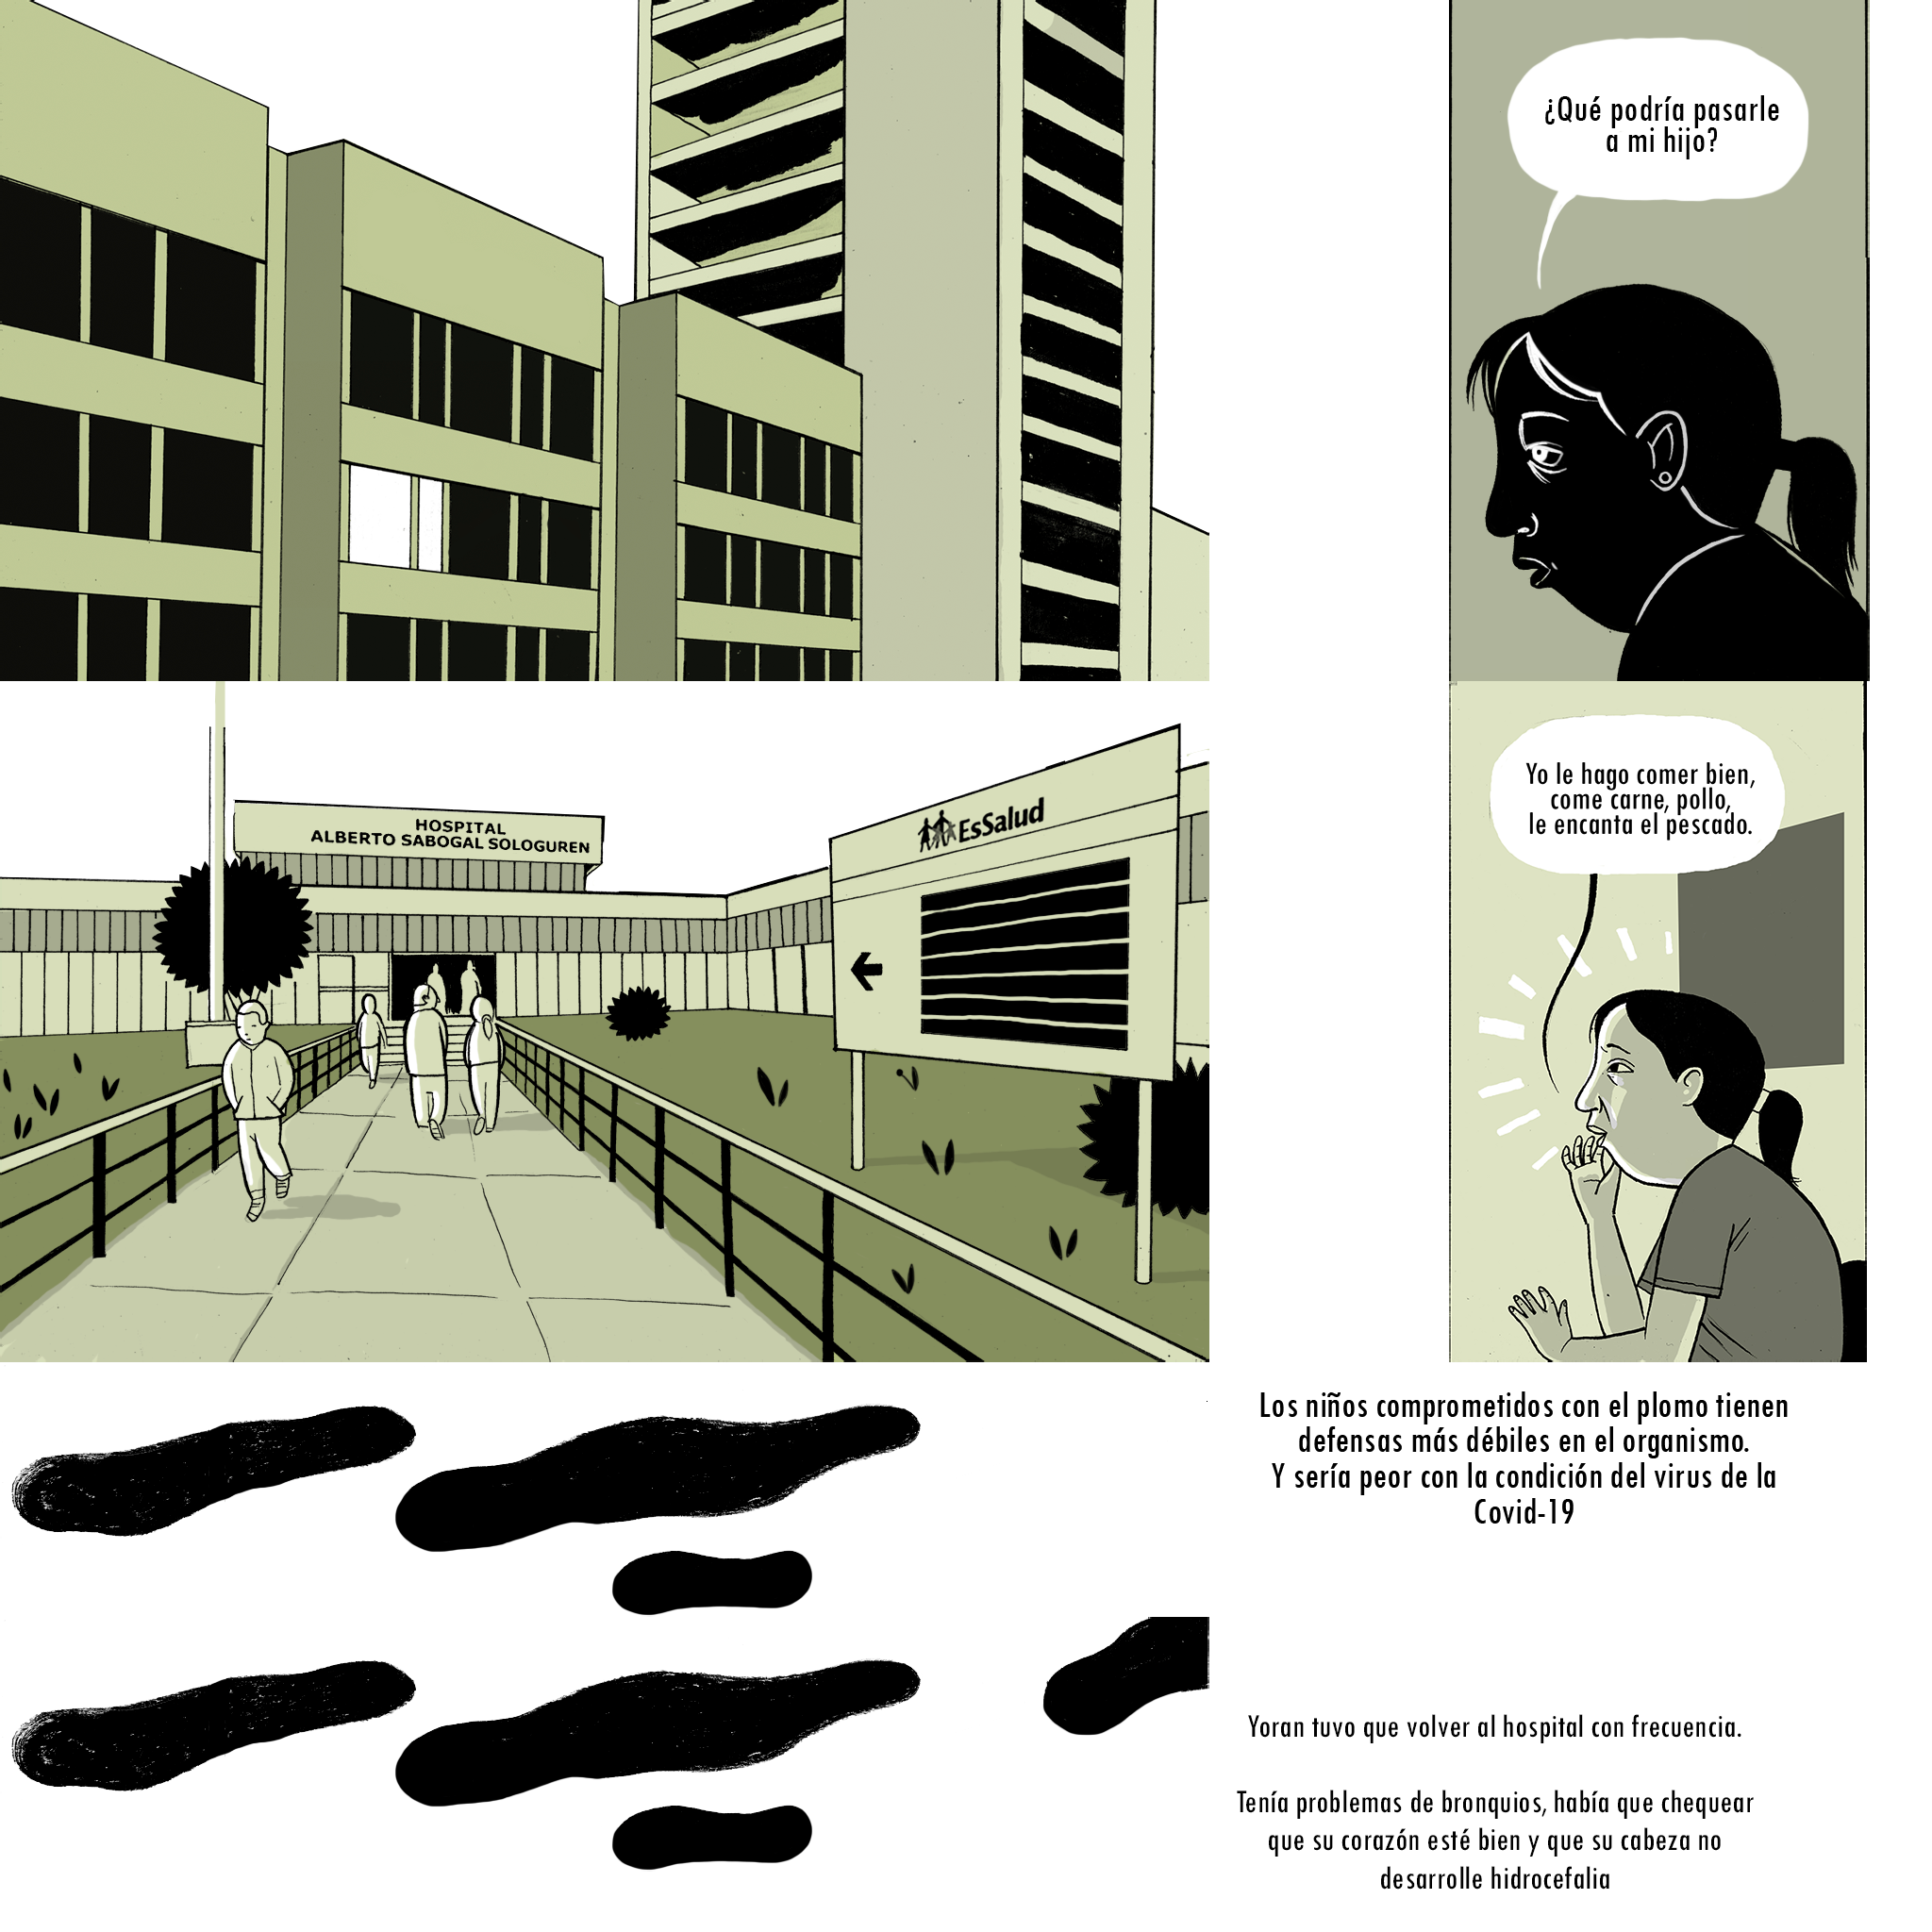 ¿Qué podría pasarle
a mi hijo?
HOSPITAL
ALBERTO SABOGAL SOLOGUREN
EsSalud
Yo le hago comer bien,
come carne, pollo,
le encanta el pescado.
Los niños comprometidos con el plomo tienen
defensas más débiles en el organismo.
Y sería peor con la condición del virus de la
Covid-19
Yoran tuvo que volver al hospital con frecuencia.
Tenía problemas de bronquios, había que chequear
que su corazón esté bien y que su cabeza no
desarrolle hidrocefalia